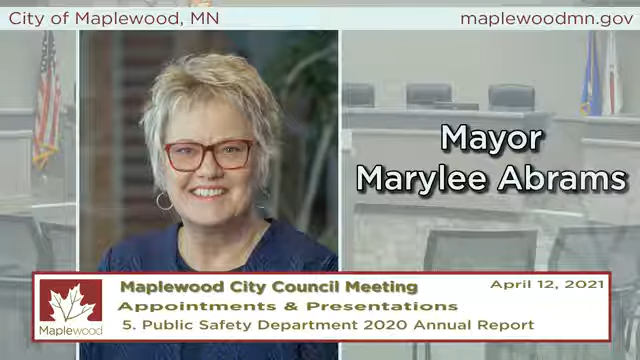 City of Maplewood, MN
maplewoodmn.gov
Mayor
Marylee Abrams
Maplewood City Council Meeting
April 12, 2021
Appointments & Presentations
5. Public Safety Department 2020 Annual Report
Maplewood